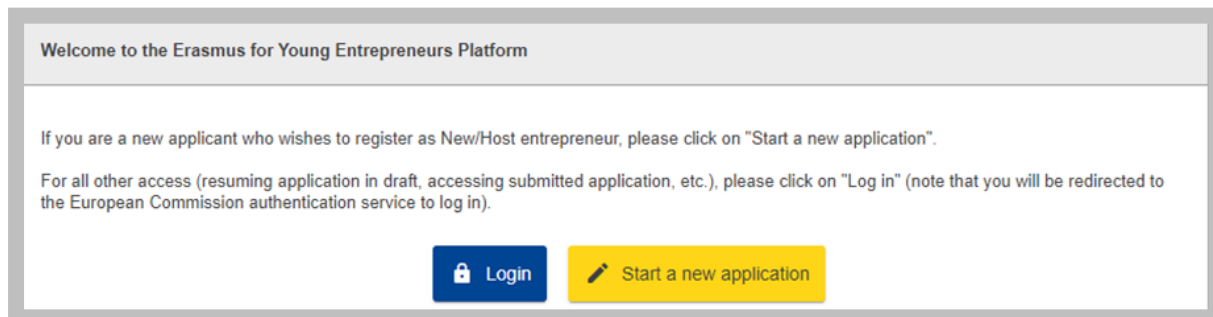 Welcome to the Erasmus for Young Entrepreneurs Platform
If you are a new applicant who wishes to register as New/Host entrepreneur, please click on "Start a new application".
For all other access (resuming application in draft, accessing submitted application, etc.), please click on "Log in" (note that you will be redirected to
the European Commission authentication service to log in).
Login
Start a new application